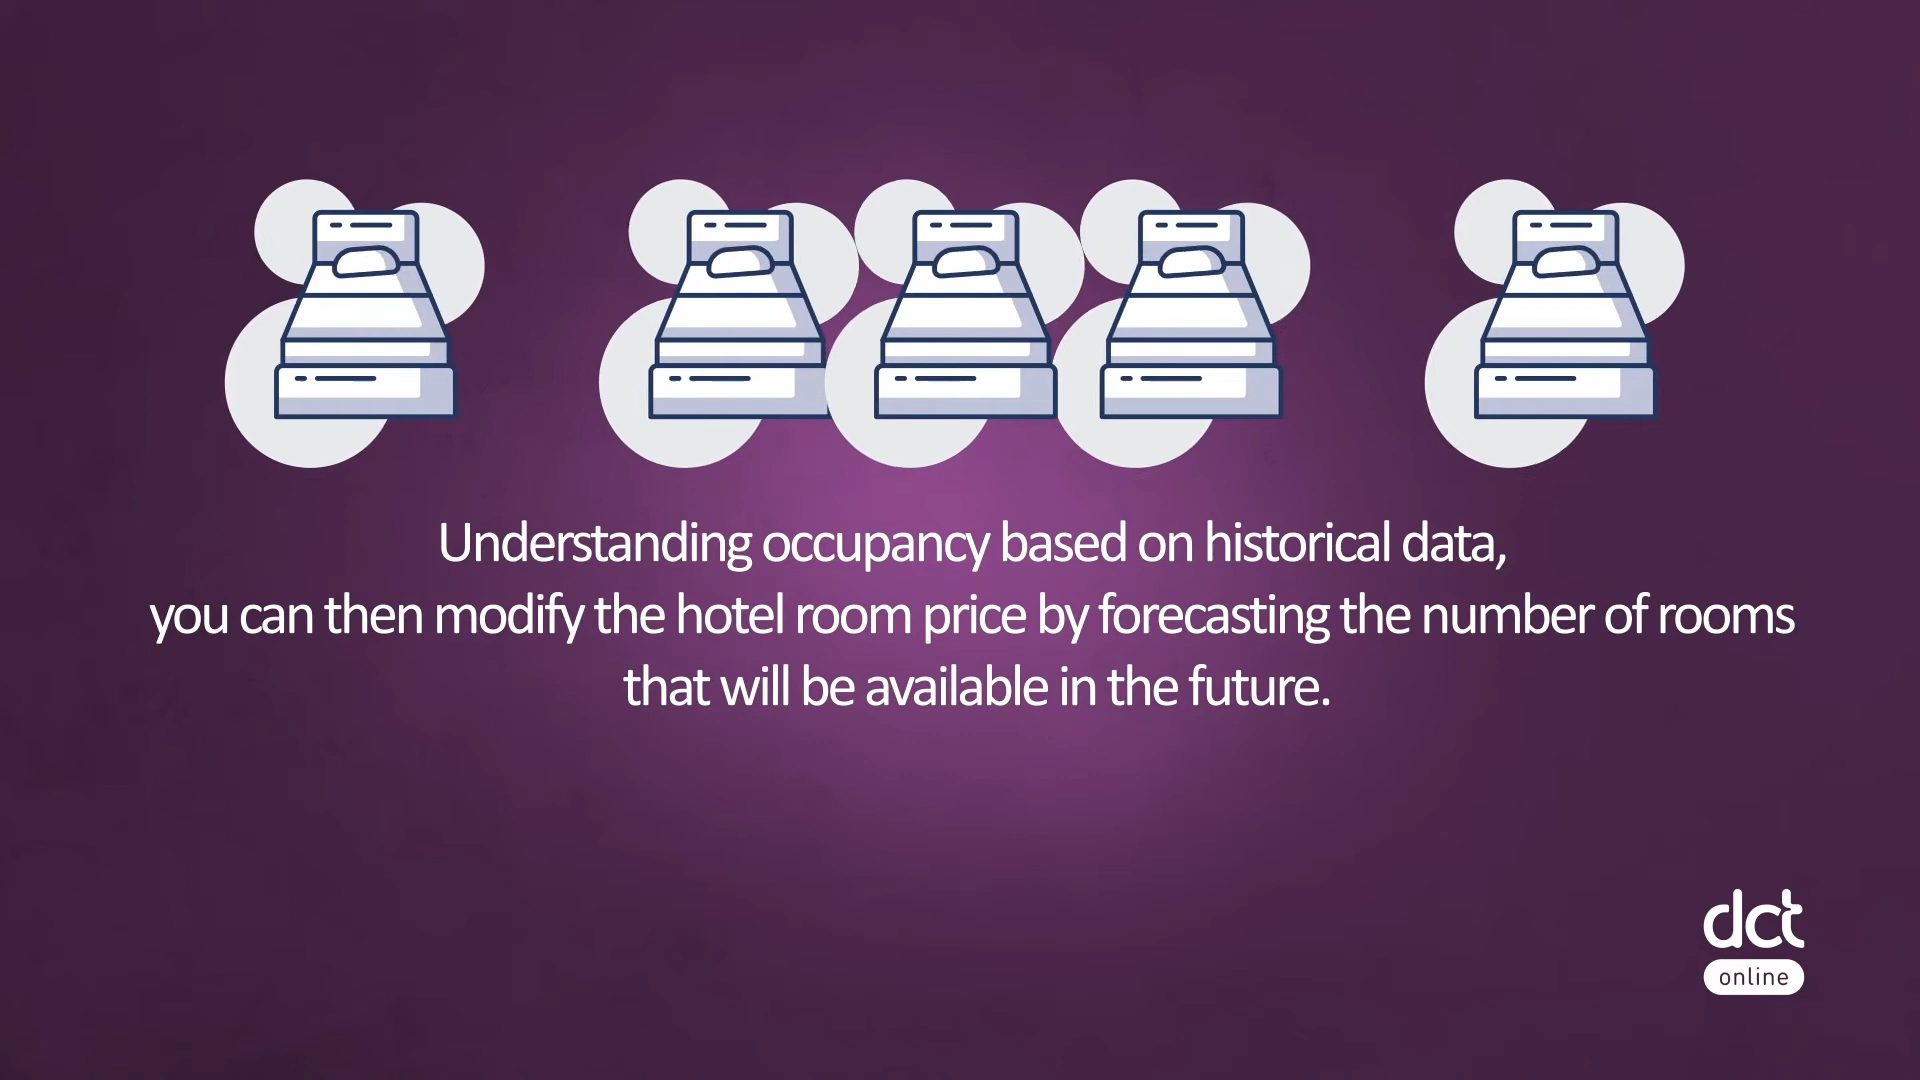 Understanding occupancy based on historical data,
you can then modify the hotel room price by forecasting the number of rooms
that will be available in the future.
dct
online